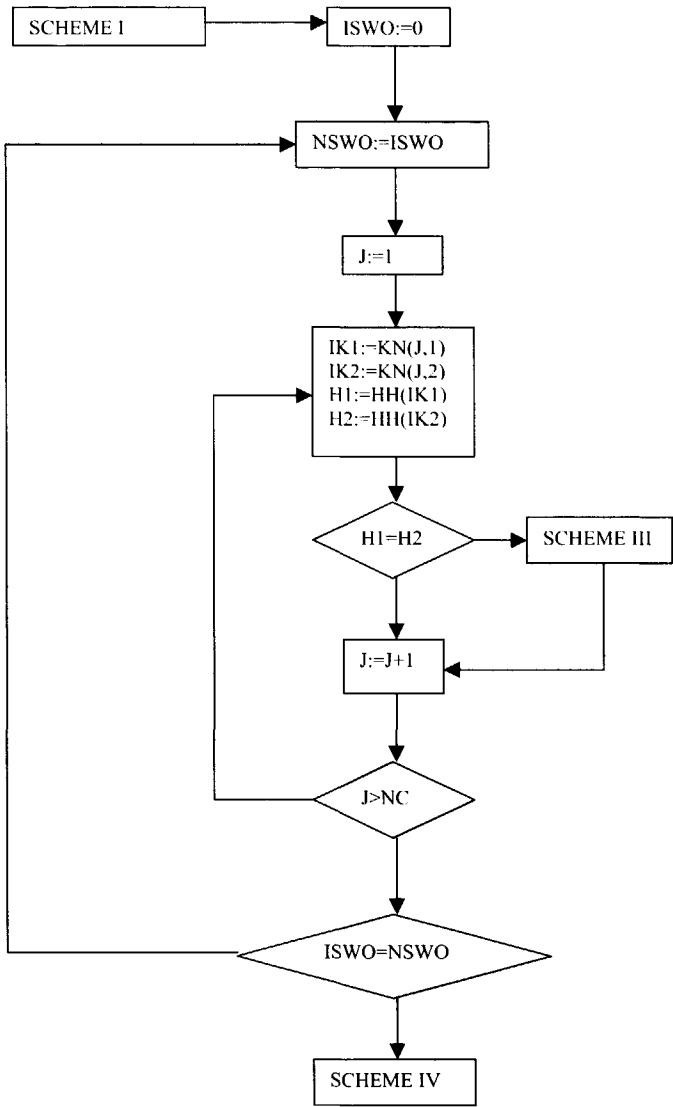 SCHEME I
ISWO:=0
NSWO:=ISWO
J:=1
IK1:=KN(J,1)
IK2:=KN(J,2)
H1:=HH(IK1)
H2:=HH(IK2)
H1=H2
SCHEME III
J:=J+1
J>NC
ISWO=NSWO
SCHEME IV